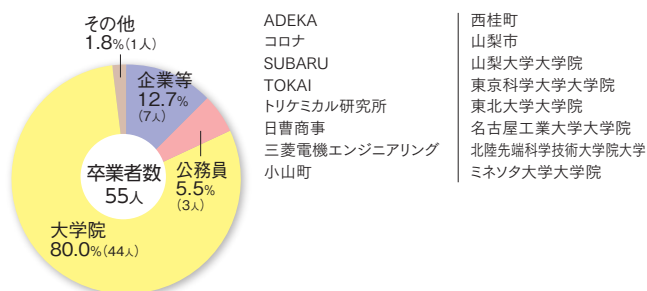 その他
1.8%(1人)
企業等
12.7%
(7人)
公務員
5.5%
(3人)
卒業者数
55人
大学院
80.0%(44人)
ADEKA
コロナ
SUBARU
TOKAI
トリケミカル研究所
日曹商事
三菱電機エンジニアリング
小山町
西桂町
山梨市
山梨大学大学院
東京科学大学大学院
東北大学大学院
名古屋工業大学大学院
北陸先端科学技術大学院大学
ミネソタ大学大学院